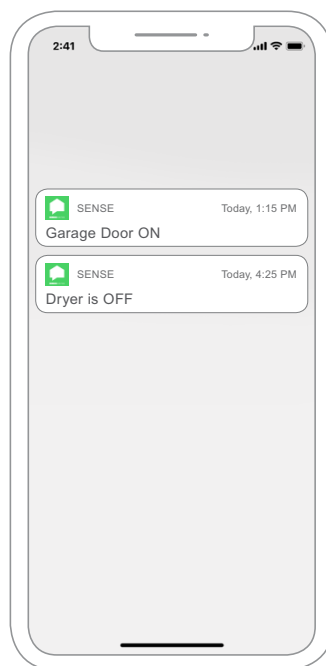 2:41
SENSE Today, 1:15 PM
Garage Door ON
SENSE Today, 4:25 PM
Dryer is OFF